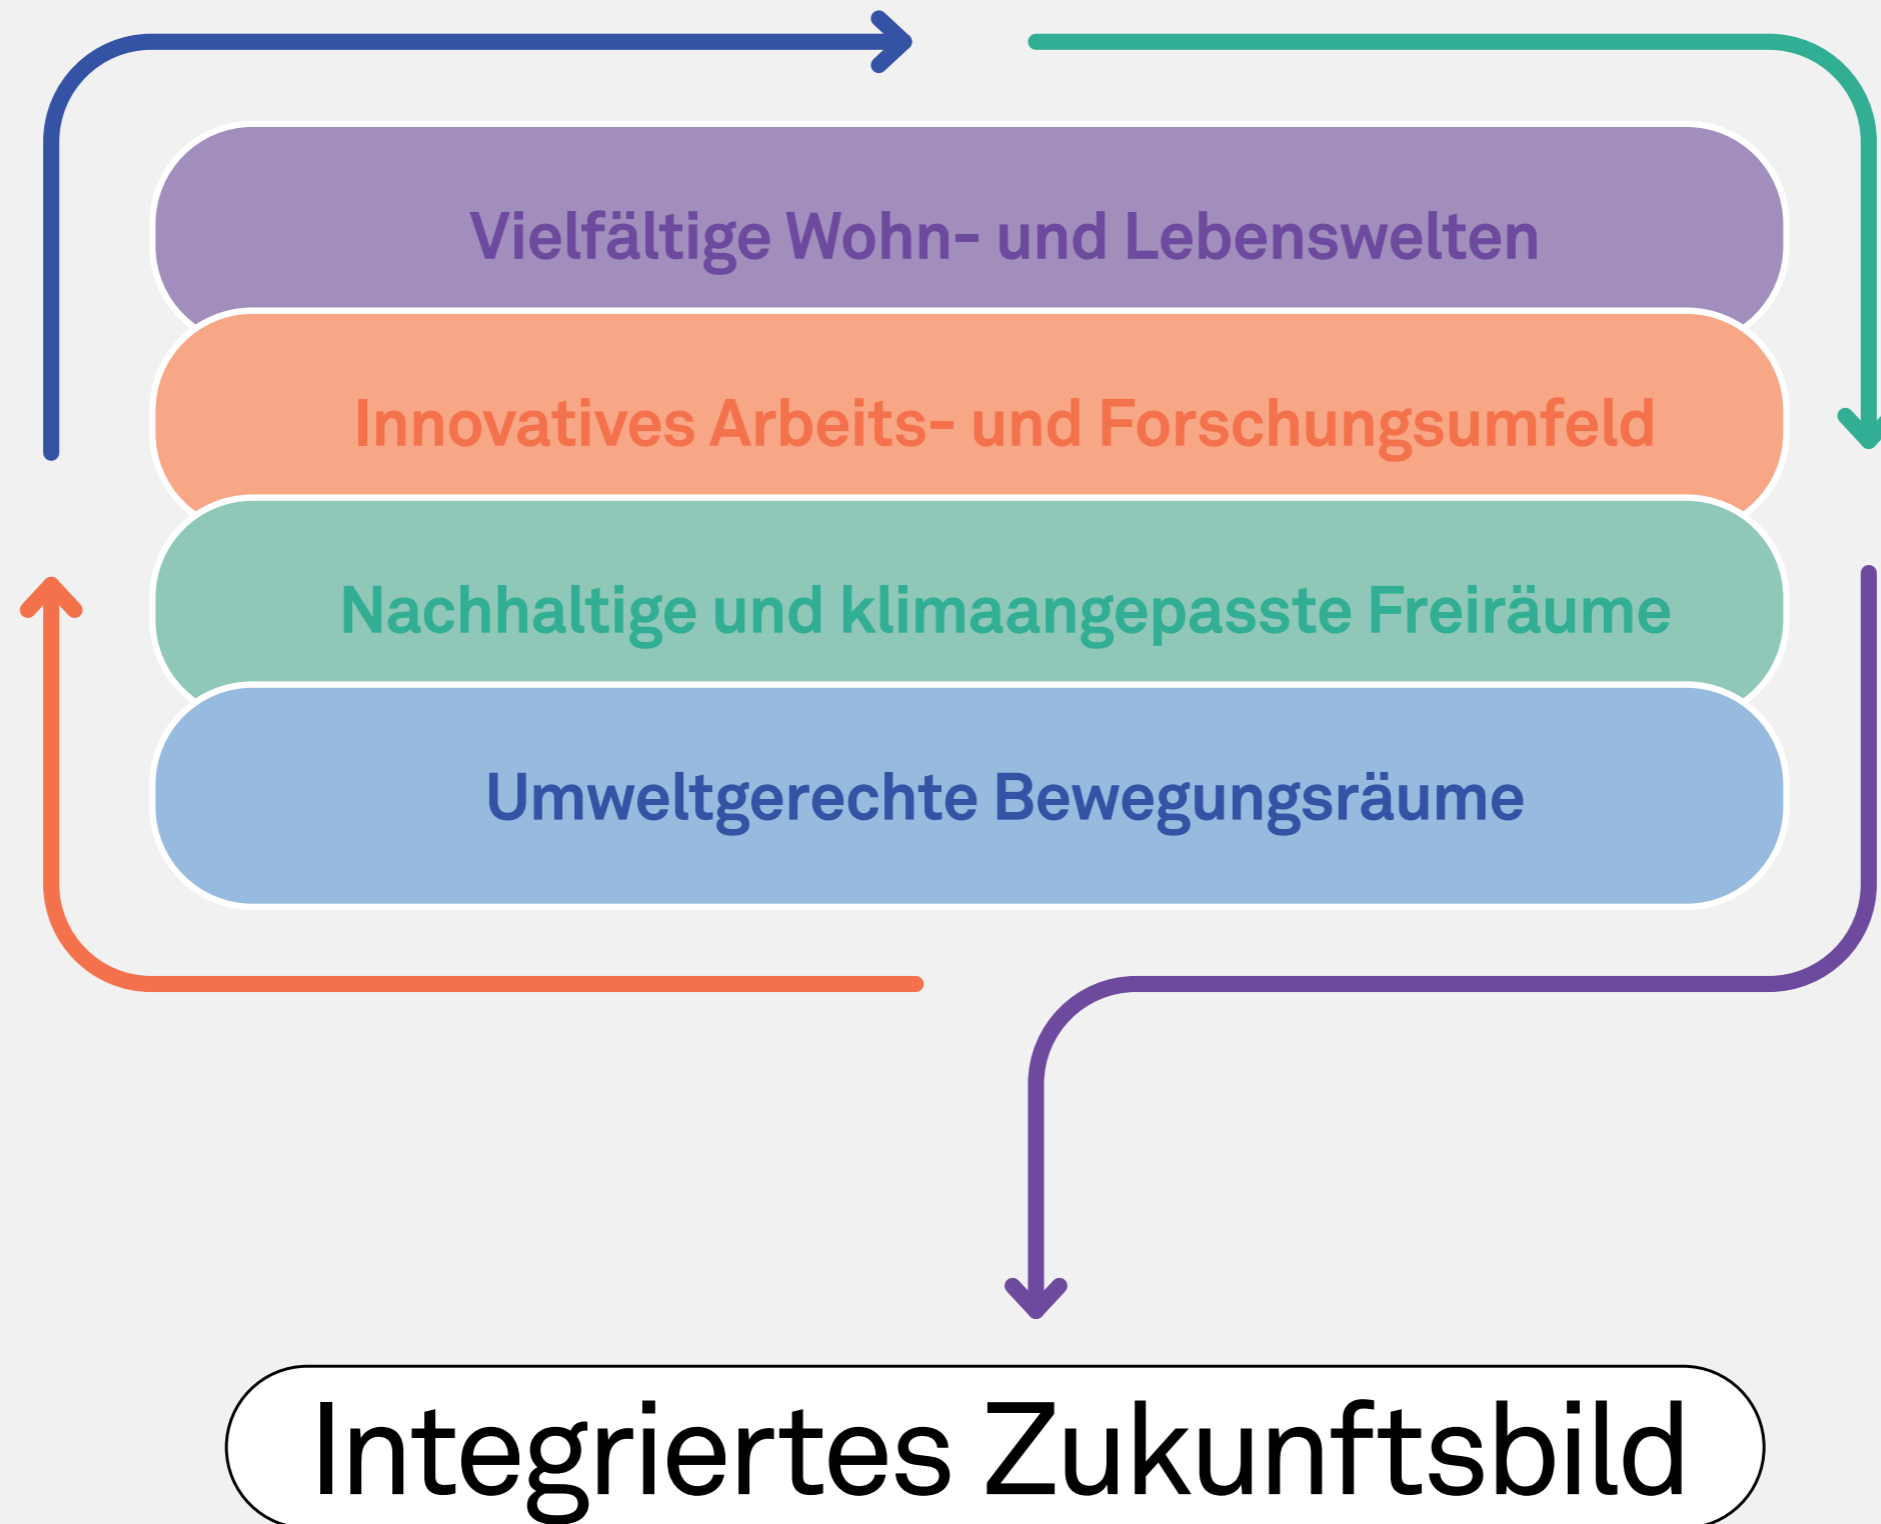 Vielfältige Wohn- und Lebenswelten
Innovatives Arbeits- und Forschungsumfeld
Nachhaltige und klimaangepasste Freiräume
Umweltgerechte Bewegungsräume
Integriertes Zukunftsbild